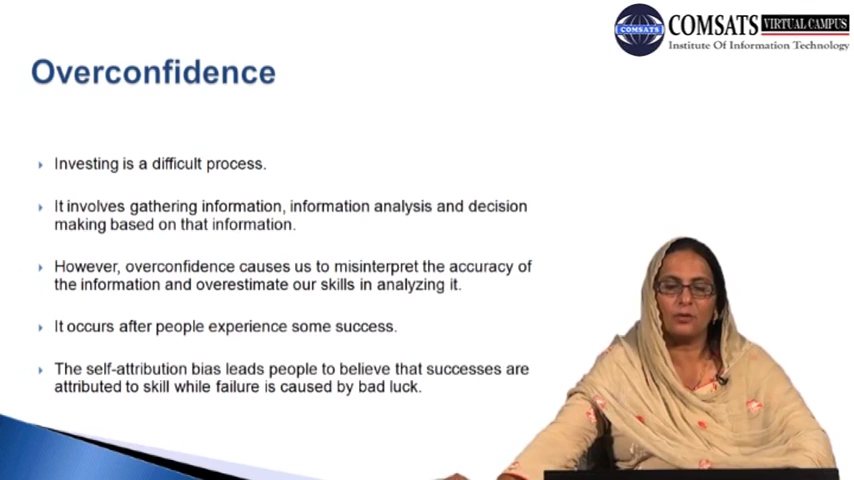 COMSATS
COMSATS VIRTUAL CAMPUS
Institute Of Information Technology
Overconfidence
Investing is a difficult process.
It involves gathering information, information analysis and decision
making based on that information.
However, overconfidence causes us to misinterpret the accuracy of
the information and overestimate our skills in analyzing it.
It occurs after people experience some success.
The self-attribution bias leads people to believe that successes are
attributed to skill while failure is caused by bad luck.